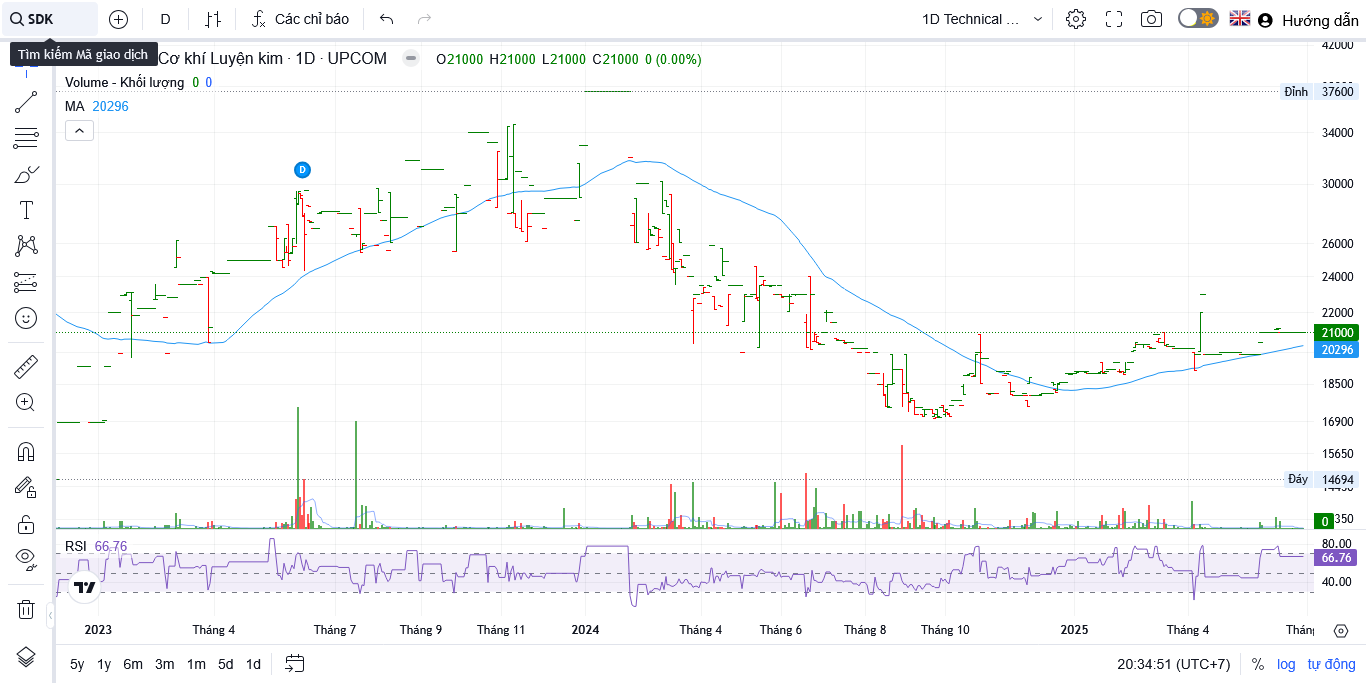 SDK
D
Các chỉ báo
1D Technical ...
Hướng dẫn
Tìm kiếm Mã giao dịch
Cơ khí Luyện kim · 1D · UPCOM
O21000 H21000 L21000 C21000 0 (0.00%)
Volume - Khối lượng 0 0
MA 20296
D
42000
Đỉnh 37600
34000
30000
26000
24000
22000
21000
20296
18500
16900
15650
Đáy 14694
0
350
RSI 66.76
80.00
66.76
40.00
2023 Tháng 4 Tháng 7 Tháng 9 Tháng 11 2024 Tháng 4 Tháng 6 Tháng 8 Tháng 10 2025 Tháng 4 Tháng
5y 1y 6m 3m 1m 5d 1d
20:34:51 (UTC+7) % log tự động